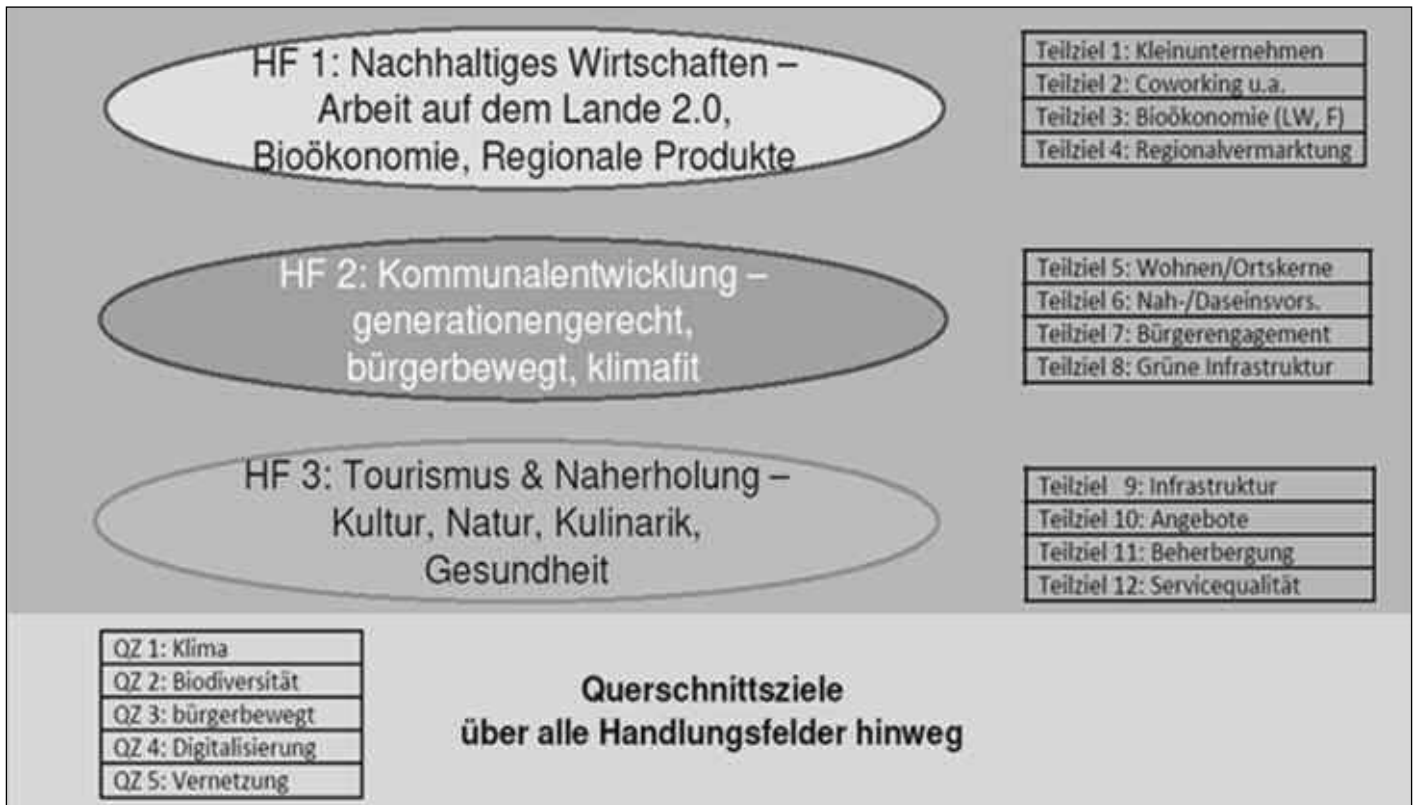 HF 1: Nachhaltiges Wirtschaften –
Arbeit auf dem Lande 2.0,
Bioökonomie, Regionale Produkte
Teilziel 1: Kleinunternehmen
Teilziel 2: Coworking u.a.
Teilziel 3: Bioökonomie (LW, F)
Teilziel 4: Regionalvermarktung
HF 2: Kommunalentwicklung –
generationengerecht,
bürgerbewegt, klimafit
Teilziel 5: Wohnen/Ortskerne
Teilziel 6: Nah-/Daseinsvors.
Teilziel 7: Bürgerengagement
Teilziel 8: Grüne Infrastruktur
HF 3: Tourismus & Naherholung –
Kultur, Natur, Kulinarik,
Gesundheit
Teilziel 9: Infrastruktur
Teilziel 10: Angebote
Teilziel 11: Beherbergung
Teilziel 12: Servicequalität
QZ 1: Klima
QZ 2: Biodiversität
QZ 3: bürgerbewegt
QZ 4: Digitalisierung
QZ 5: Vernetzung
Querschnittsziele
über alle Handlungsfelder hinweg